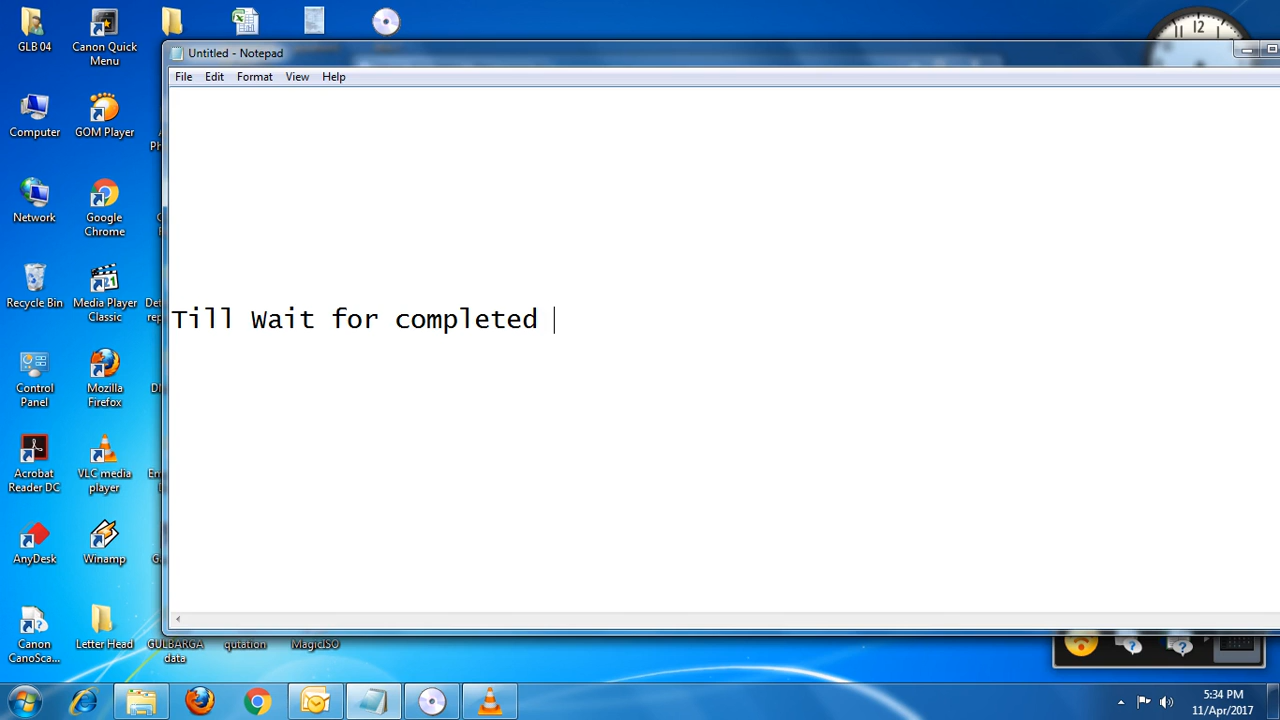 GLB 04
Canon Quick Menu
12
Untitled - Notepad
File Edit Format View Help
Computer
GOM Player
Network
Google Chrome
Till Wait for completed
Recycle Bin
Media Player Classic
Control Panel
Mozilla Firefox
Acrobat Reader DC
VLC media player
AnyDesk
Winamp
Canon CanoSca...
Letter Head
GULBARGA data
qutation
MagicISO
5:34 PM
11/Apr/2017